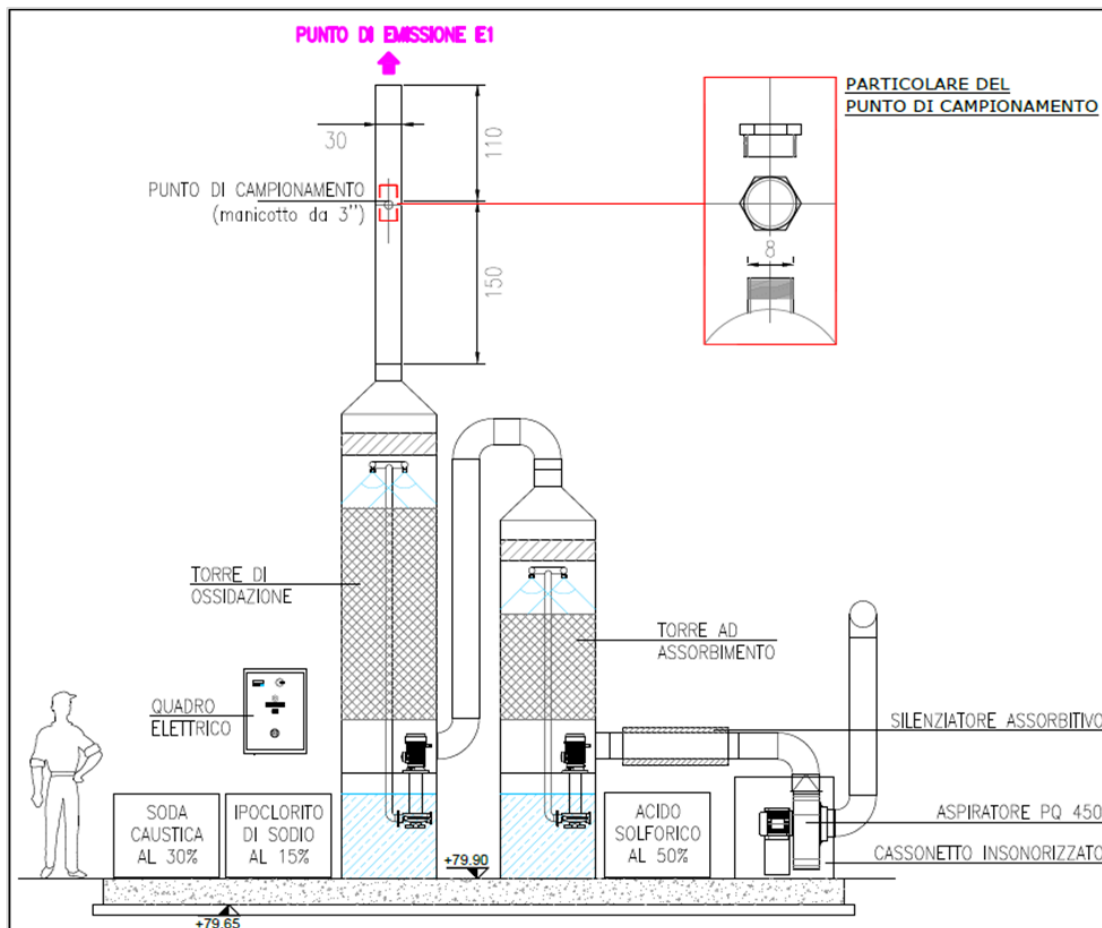 PUNTO DI EMISSIONE E1
PARTICOLARE DEL
PUNTO DI CAMPIONAMENTO
30
110
PUNTO DI CAMPIONAMENTO
(manicotto da 3'')
8
150
TORRE DI
OSSIDAZIONE
TORRE AD
ASSORBIMENTO
QUADRO
ELETTRICO
SILENZIATORE ASSORBITIVO
SODA
CAUSTICA
AL 30%
IPOCLORITO
DI SODIO
AL 15%
ACIDO
SOLFORICO
AL 50%
ASPIRATORE PQ 450
CASSONETTO INSONORIZZATO
+79.90
+79.65